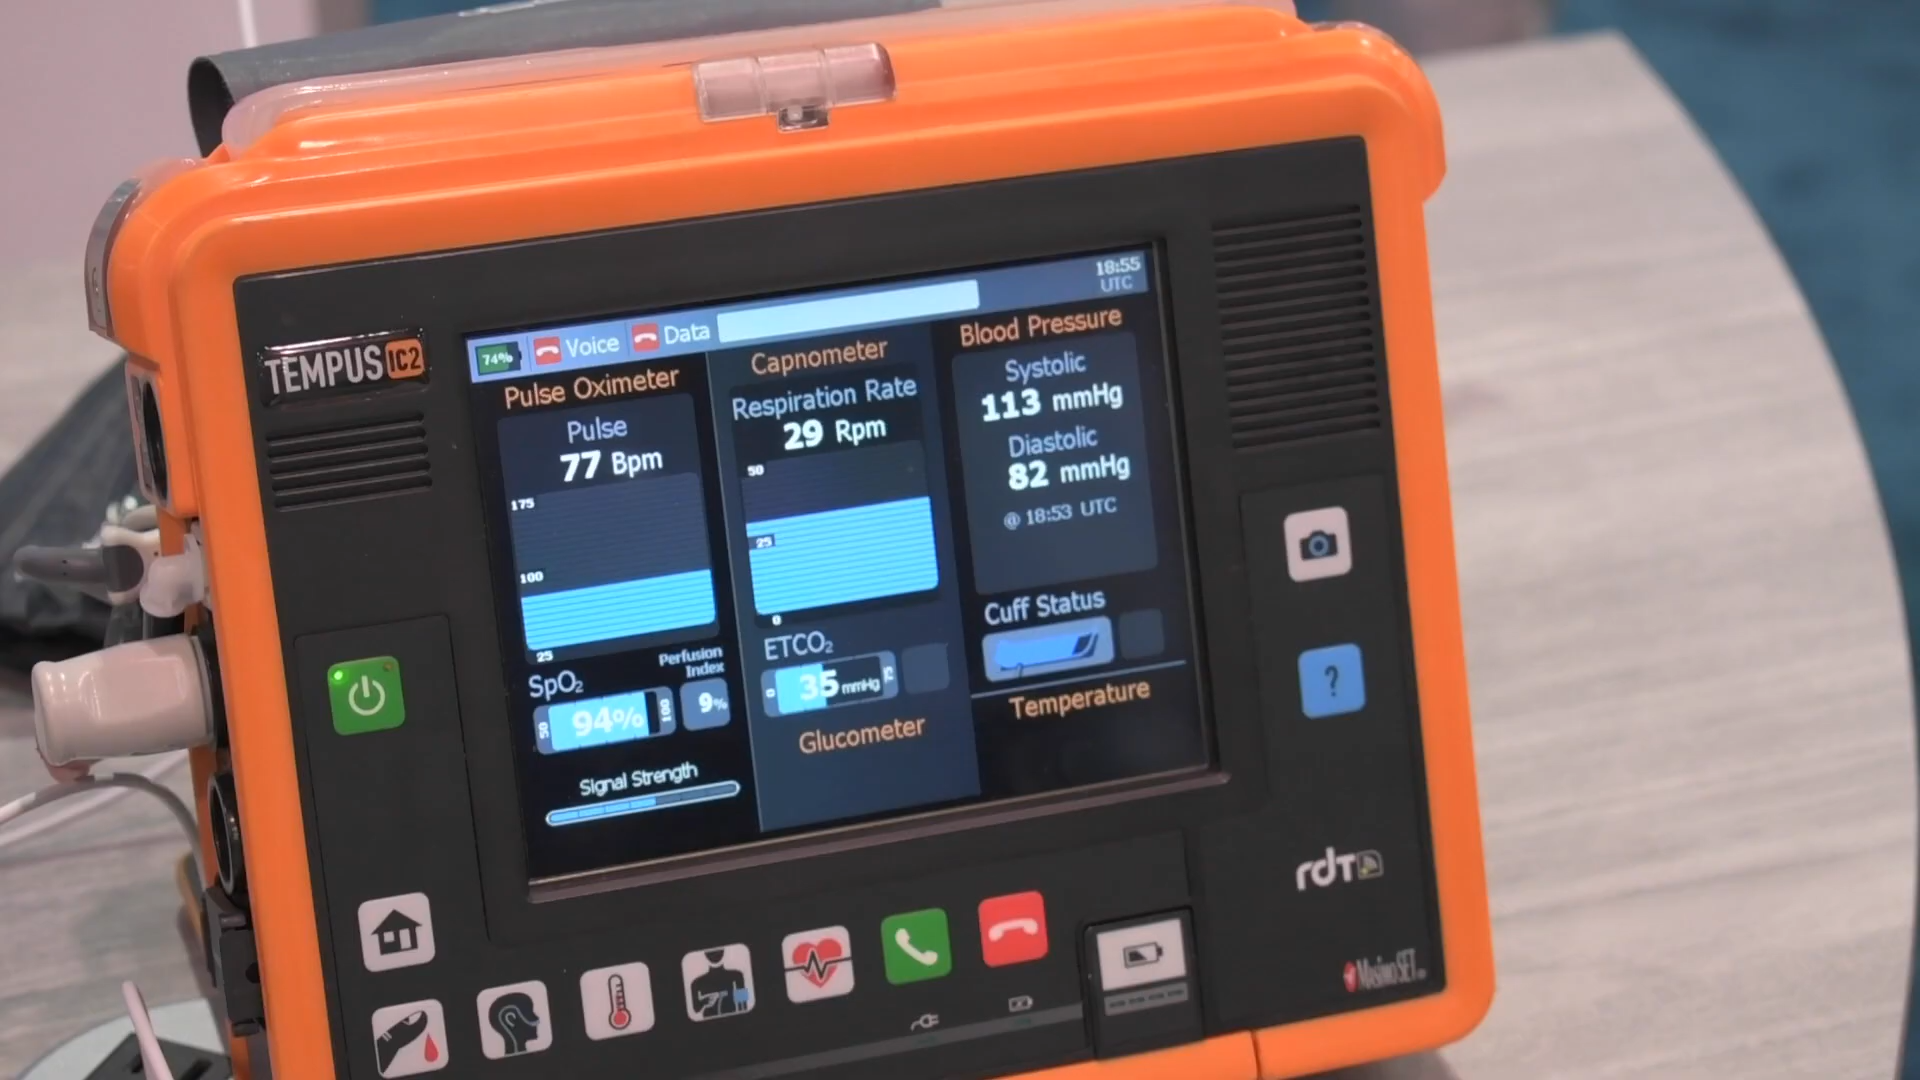 18:55
UTC
74% Voice Data
TEMPUS IC2
Pulse Oximeter
Pulse
77 Bpm
175
100
25
SpO₂
Perfusion
Index
50 94% 100
9%
Signal Strength
Capnometer
Respiration Rate
29 Rpm
50
25
0
ETCO₂
0 35 mmHg 75
Glucometer
Blood Pressure
Systolic
113 mmHg
Diastolic
82 mmHg
@ 18:53 UTC
Cuff Status
Temperature
?
rdT
Masimo SET